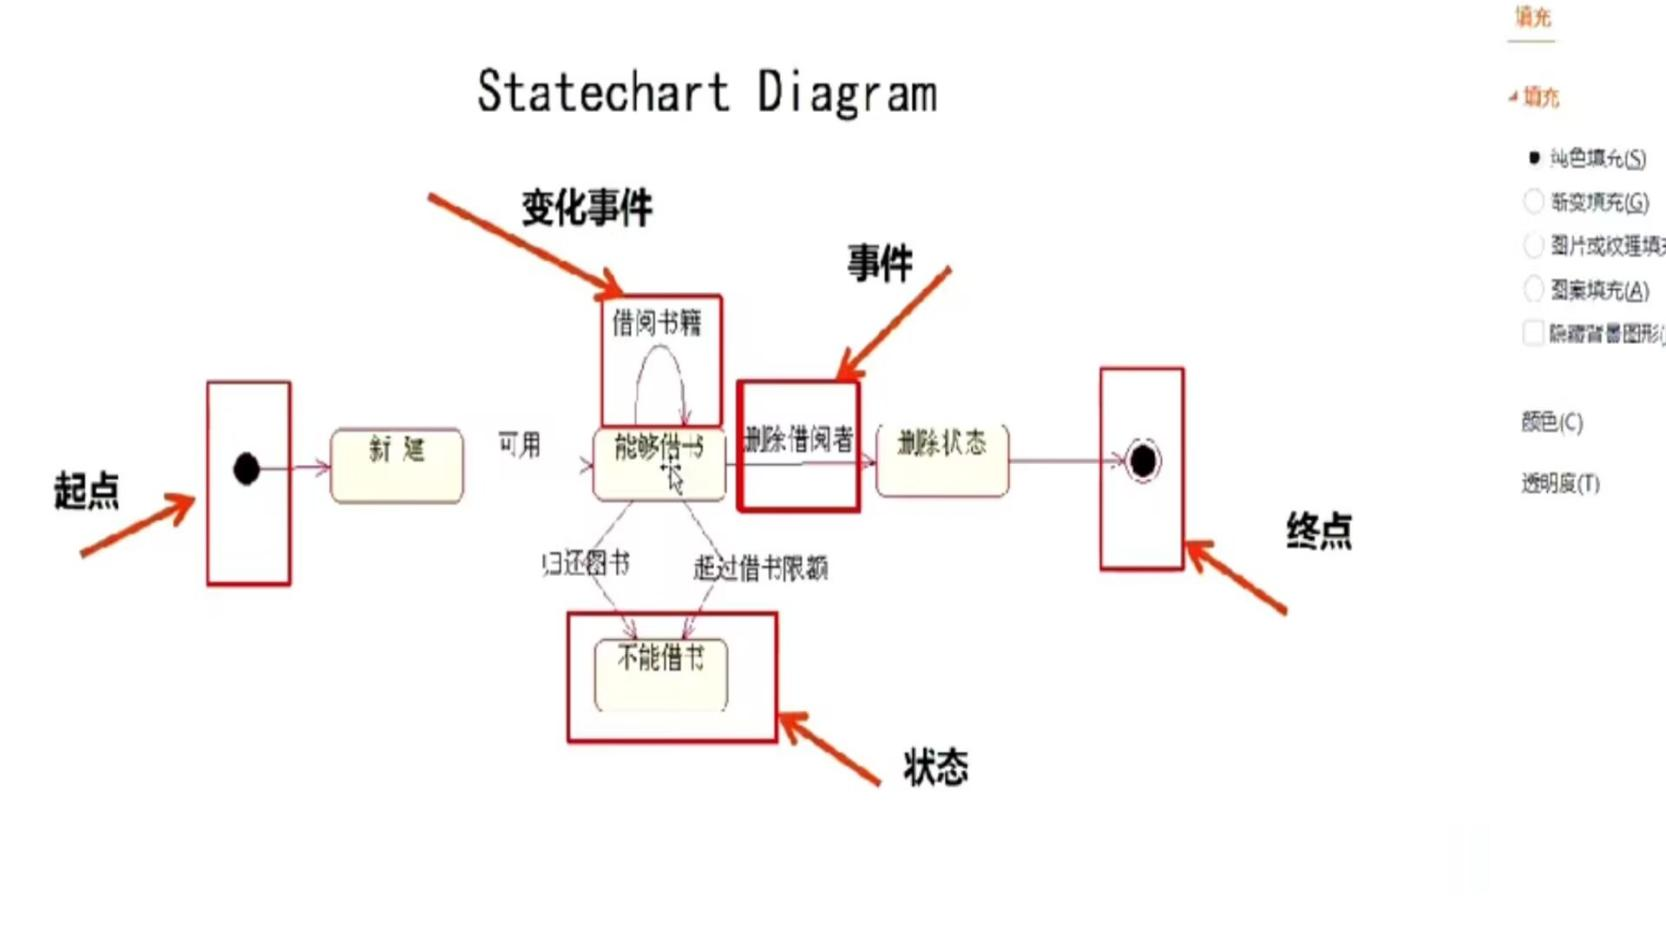 Statechart Diagram
变化事件
事件
借阅书籍
起点
新 建
可用
能够借书
删除借阅者
删除状态
终点
归还图书
超过借书限额
不能借书
状态
填充
填充
纯色填充(S)
渐变填充(G)
图片或纹理填充
图案填充(A)
隐藏背景图形(
颜色(C)
透明度(T)